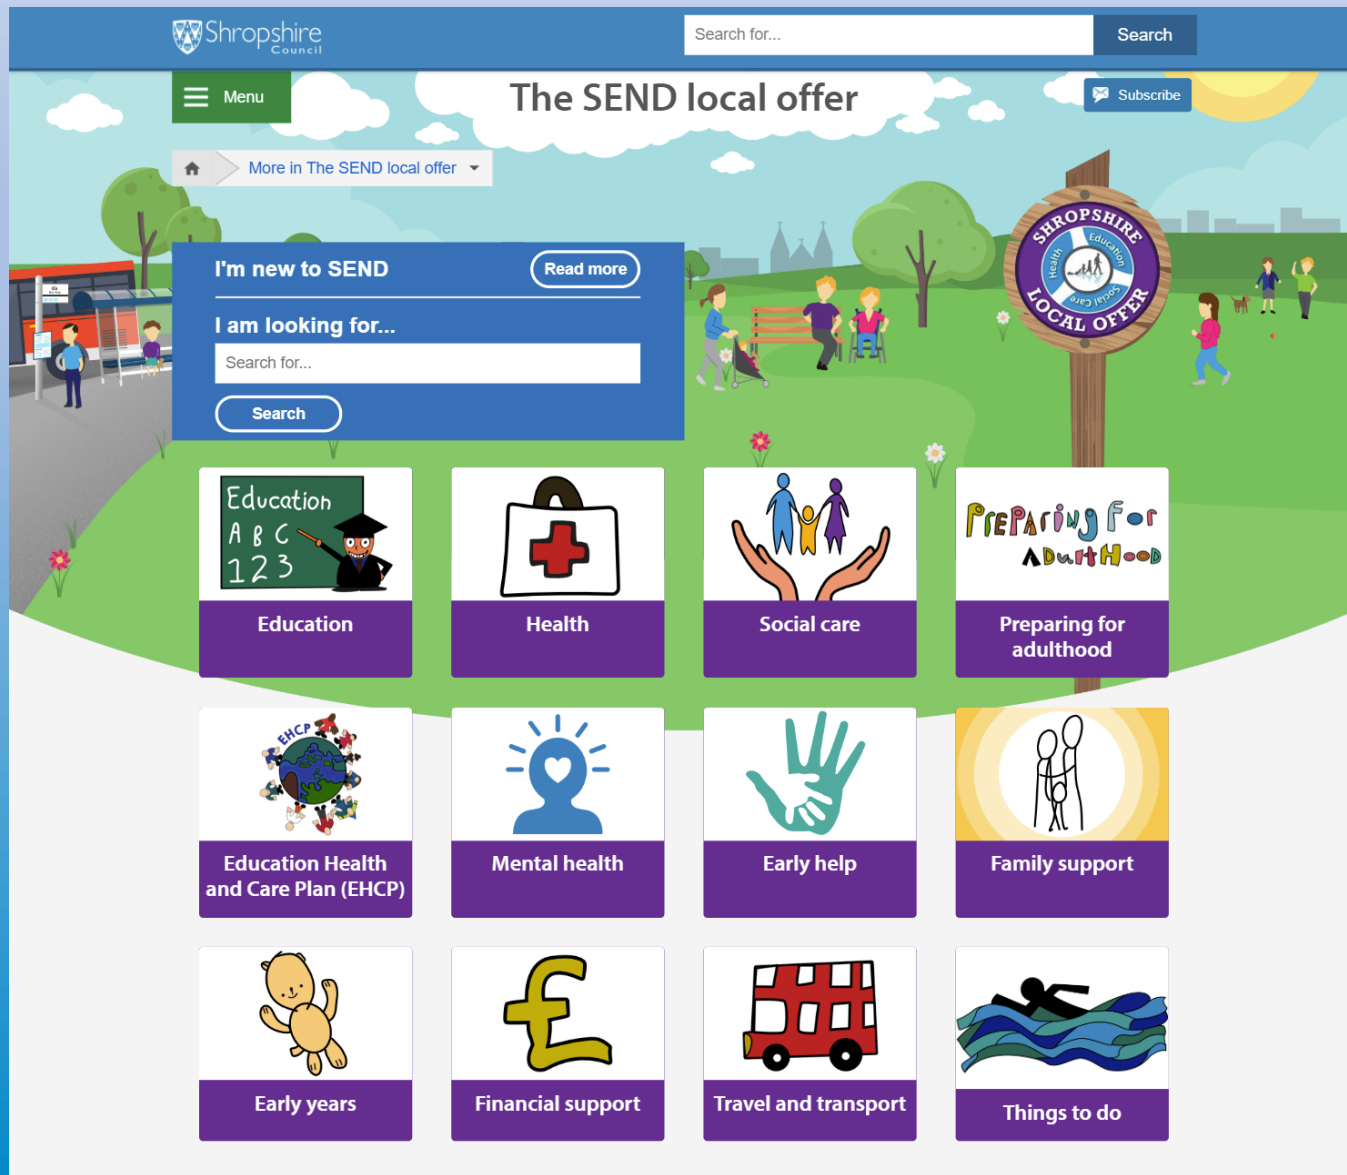 Shropshire
Council
Search for...
Search
Menu
The SEND local offer
Subscribe
More in The SEND local offer
SHROPSHIRE
LOCAL OFFER
Health
Education
Social Care
I'm new to SEND
Read more
I am looking for...
Search for...
Search
Education
A B C
1 2 3
PrePAring For
ADultHood
Education
Health
Social care
Preparing for
adulthood
EHCP
Education Health
and Care Plan (EHCP)
Mental health
Early help
Family support
£
Early years
Financial support
Travel and transport
Things to do